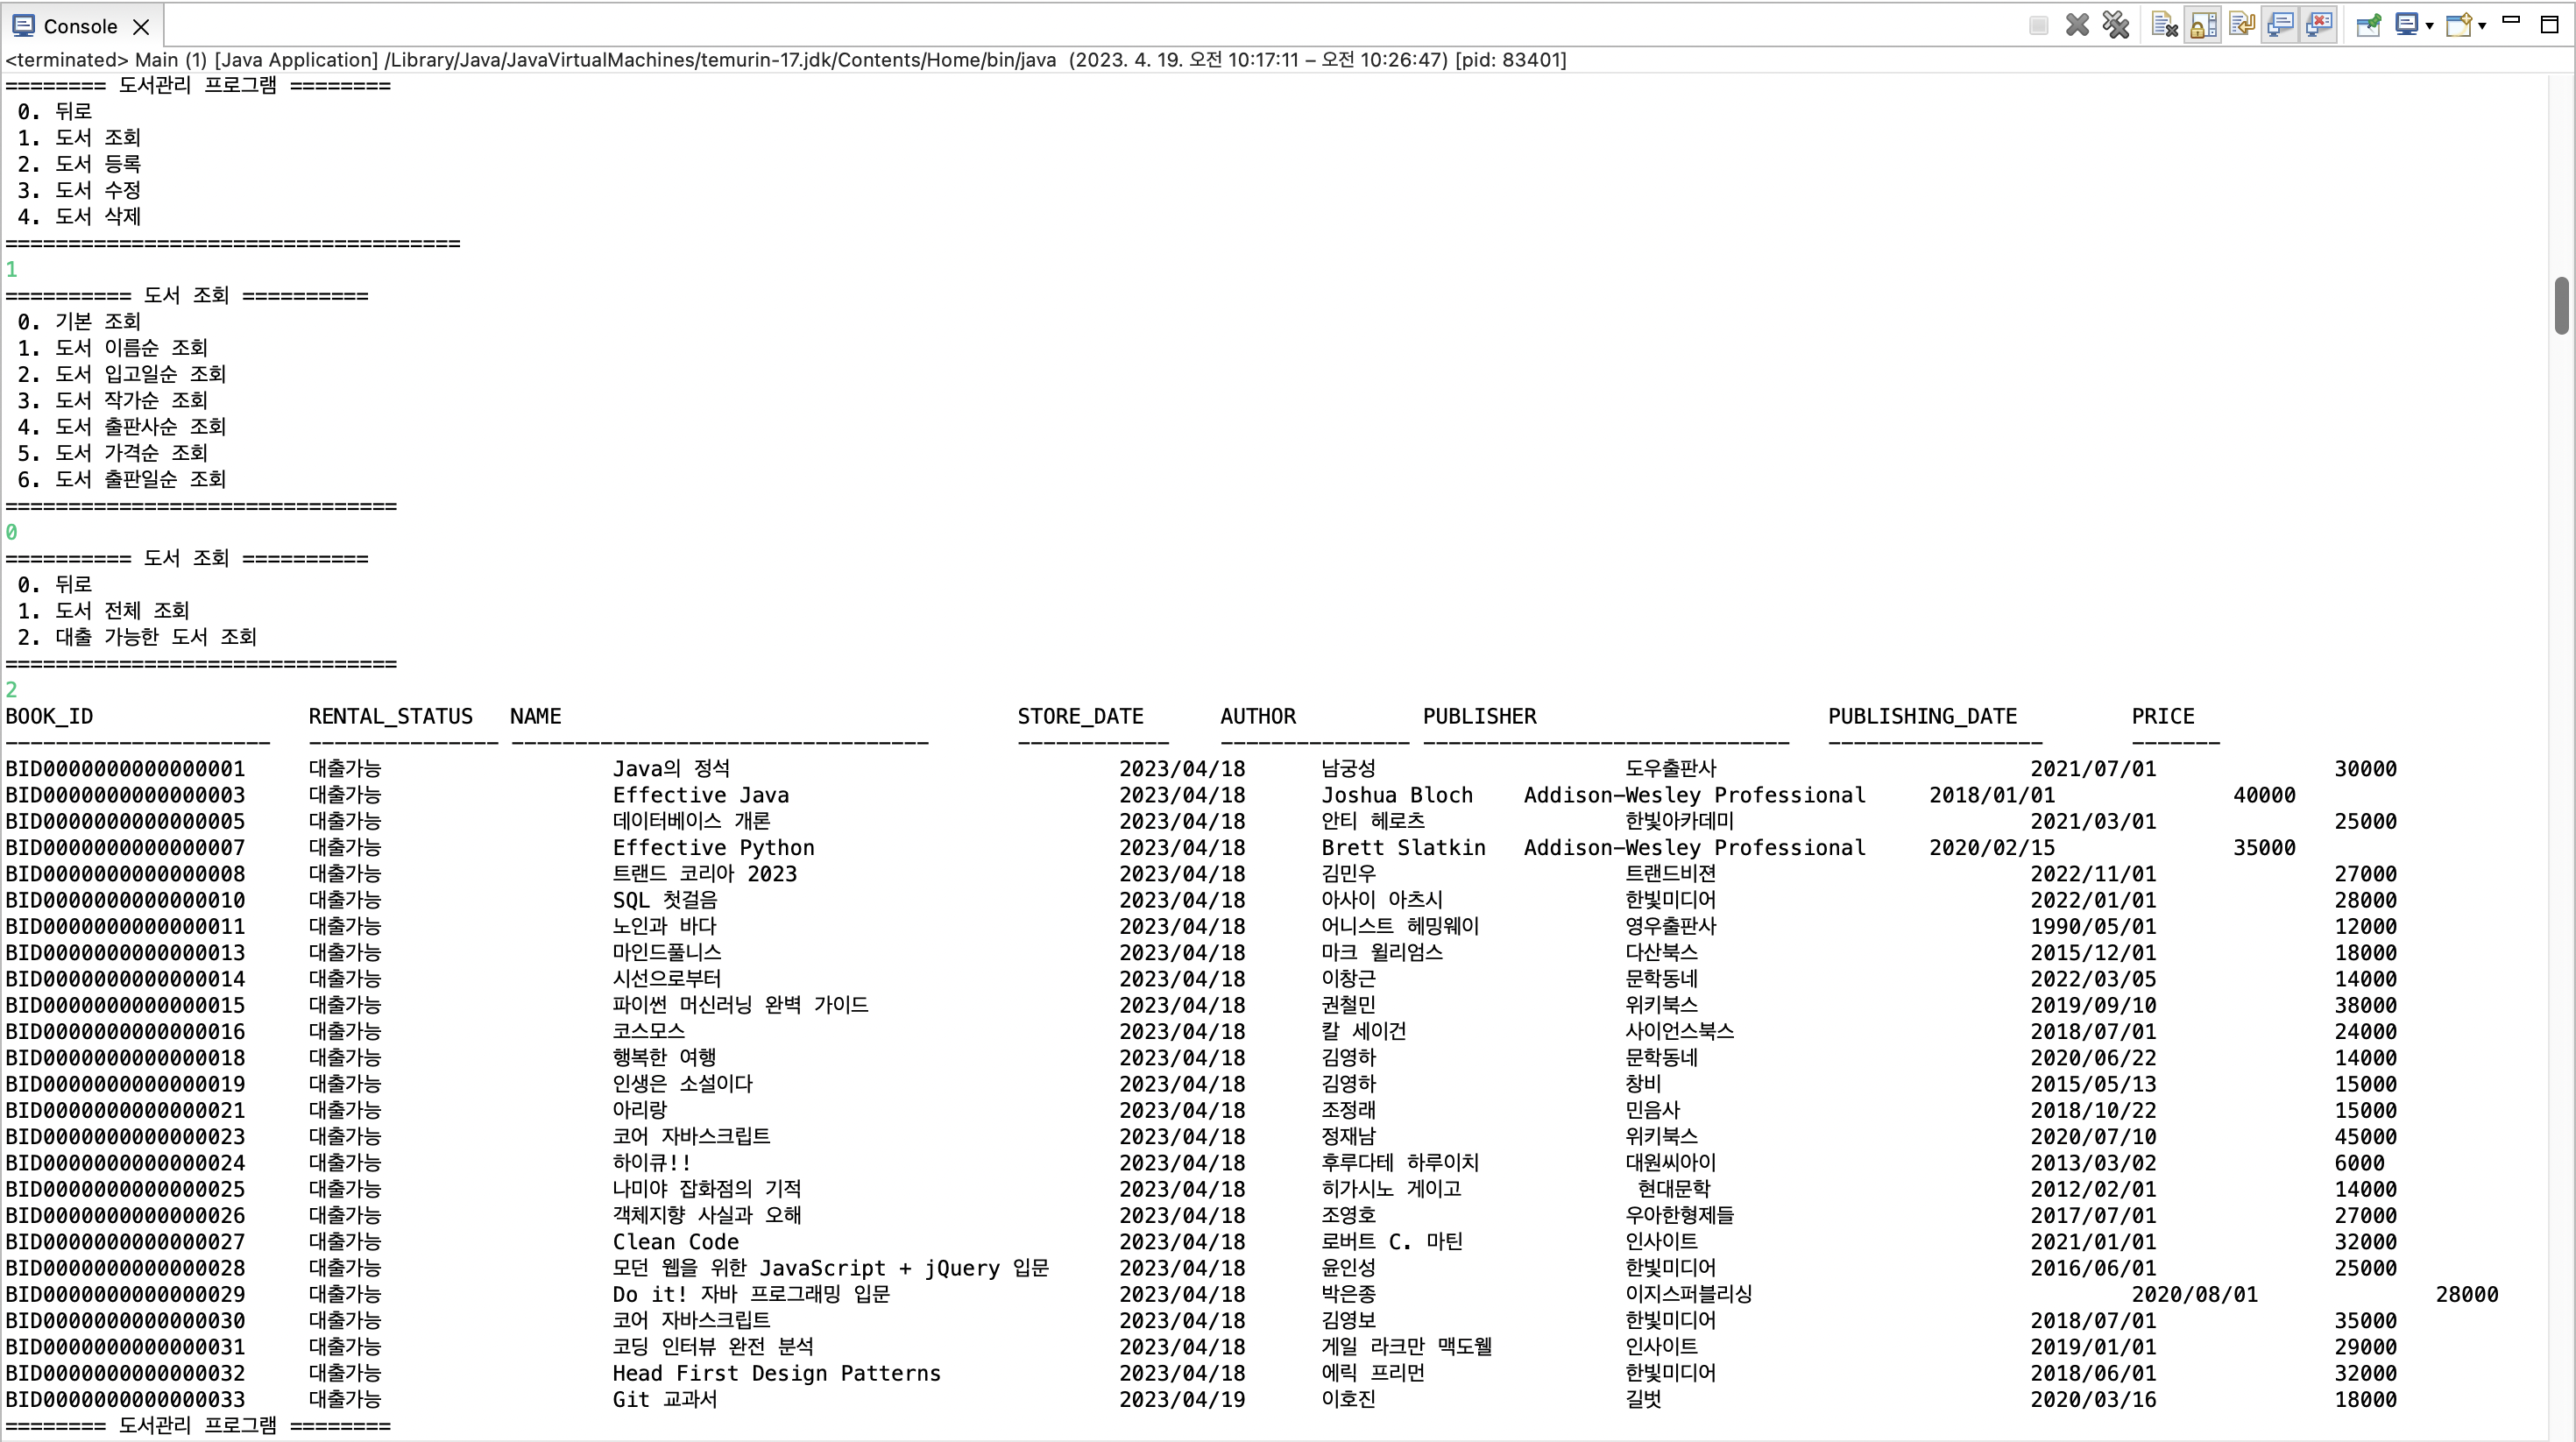 Console
<terminated> Main (1) [Java Application] /Library/Java/JavaVirtualMachines/temurin-17.jdk/Contents/Home/bin/java (2023. 4. 19. 오전 10:17:11 – 오전 10:26:47) [pid: 83401]
======== 도서관리 프로그램 ========
0. 뒤로
1. 도서 조회
2. 도서 등록
3. 도서 수정
4. 도서 삭제
====================================
1
========== 도서 조회 ==========
0. 기본 조회
1. 도서 이름순 조회
2. 도서 입고일순 조회
3. 도서 작가순 조회
4. 도서 출판사순 조회
5. 도서 가격순 조회
6. 도서 출판일순 조회
===============================
0
========== 도서 조회 ==========
0. 뒤로
1. 도서 전체 조회
2. 대출 가능한 도서 조회
===============================
2
BOOK_ID RENTAL_STATUS NAME STORE_DATE AUTHOR PUBLISHER PUBLISHING_DATE PRICE
--------------------- --------------- --------------------------------- ------------ --------------- ----------------------------- ----------------- -------
BID0000000000000001 대출가능 Java의 정석 2023/04/18 남궁성 도우출판사 2021/07/01 30000
BID0000000000000003 대출가능 Effective Java 2023/04/18 Joshua Bloch Addison-Wesley Professional 2018/01/01 40000
BID0000000000000005 대출가능 데이터베이스 개론 2023/04/18 안티 헤로츠 한빛아카데미 2021/03/01 25000
BID0000000000000007 대출가능 Effective Python 2023/04/18 Brett Slatkin Addison-Wesley Professional 2020/02/15 35000
BID0000000000000008 대출가능 트랜드 코리아 2023 2023/04/18 김민우 트랜드비젼 2022/11/01 27000
BID0000000000000010 대출가능 SQL 첫걸음 2023/04/18 아사이 아츠시 한빛미디어 2022/01/01 28000
BID0000000000000011 대출가능 노인과 바다 2023/04/18 어니스트 헤밍웨이 영우출판사 1990/05/01 12000
BID0000000000000013 대출가능 마인드풀니스 2023/04/18 마크 윌리엄스 다산북스 2015/12/01 18000
BID0000000000000014 대출가능 시선으로부터 2023/04/18 이창근 문학동네 2022/03/05 14000
BID0000000000000015 대출가능 파이썬 머신러닝 완벽 가이드 2023/04/18 권철민 위키북스 2019/09/10 38000
BID0000000000000016 대출가능 코스모스 2023/04/18 칼 세이건 사이언스북스 2018/07/01 24000
BID0000000000000018 대출가능 행복한 여행 2023/04/18 김영하 문학동네 2020/06/22 14000
BID0000000000000019 대출가능 인생은 소설이다 2023/04/18 김영하 창비 2015/05/13 15000
BID0000000000000021 대출가능 아리랑 2023/04/18 조정래 민음사 2018/10/22 15000
BID0000000000000023 대출가능 코어 자바스크립트 2023/04/18 정재남 위키북스 2020/07/10 45000
BID0000000000000024 대출가능 하이큐!! 2023/04/18 후루다테 하루이치 대원씨아이 2013/03/02 6000
BID0000000000000025 대출가능 나미야 잡화점의 기적 2023/04/18 히가시노 게이고 현대문학 2012/02/01 14000
BID0000000000000026 대출가능 객체지향 사실과 오해 2023/04/18 조영호 우아한형제들 2017/07/01 27000
BID0000000000000027 대출가능 Clean Code 2023/04/18 로버트 C. 마틴 인사이트 2021/01/01 32000
BID0000000000000028 대출가능 모던 웹을 위한 JavaScript + jQuery 입문 2023/04/18 윤인성 한빛미디어 2016/06/01 25000
BID0000000000000029 대출가능 Do it! 자바 프로그래밍 입문 2023/04/18 박은종 이지스퍼블리싱 2020/08/01 28000
BID0000000000000030 대출가능 코어 자바스크립트 2023/04/18 김영보 한빛미디어 2018/07/01 35000
BID0000000000000031 대출가능 코딩 인터뷰 완전 분석 2023/04/18 게일 라크만 맥도웰 인사이트 2019/01/01 29000
BID0000000000000032 대출가능 Head First Design Patterns 2023/04/18 에릭 프리먼 한빛미디어 2018/06/01 32000
BID0000000000000033 대출가능 Git 교과서 2023/04/19 이호진 길벗 2020/03/16 18000
======== 도서관리 프로그램 ========